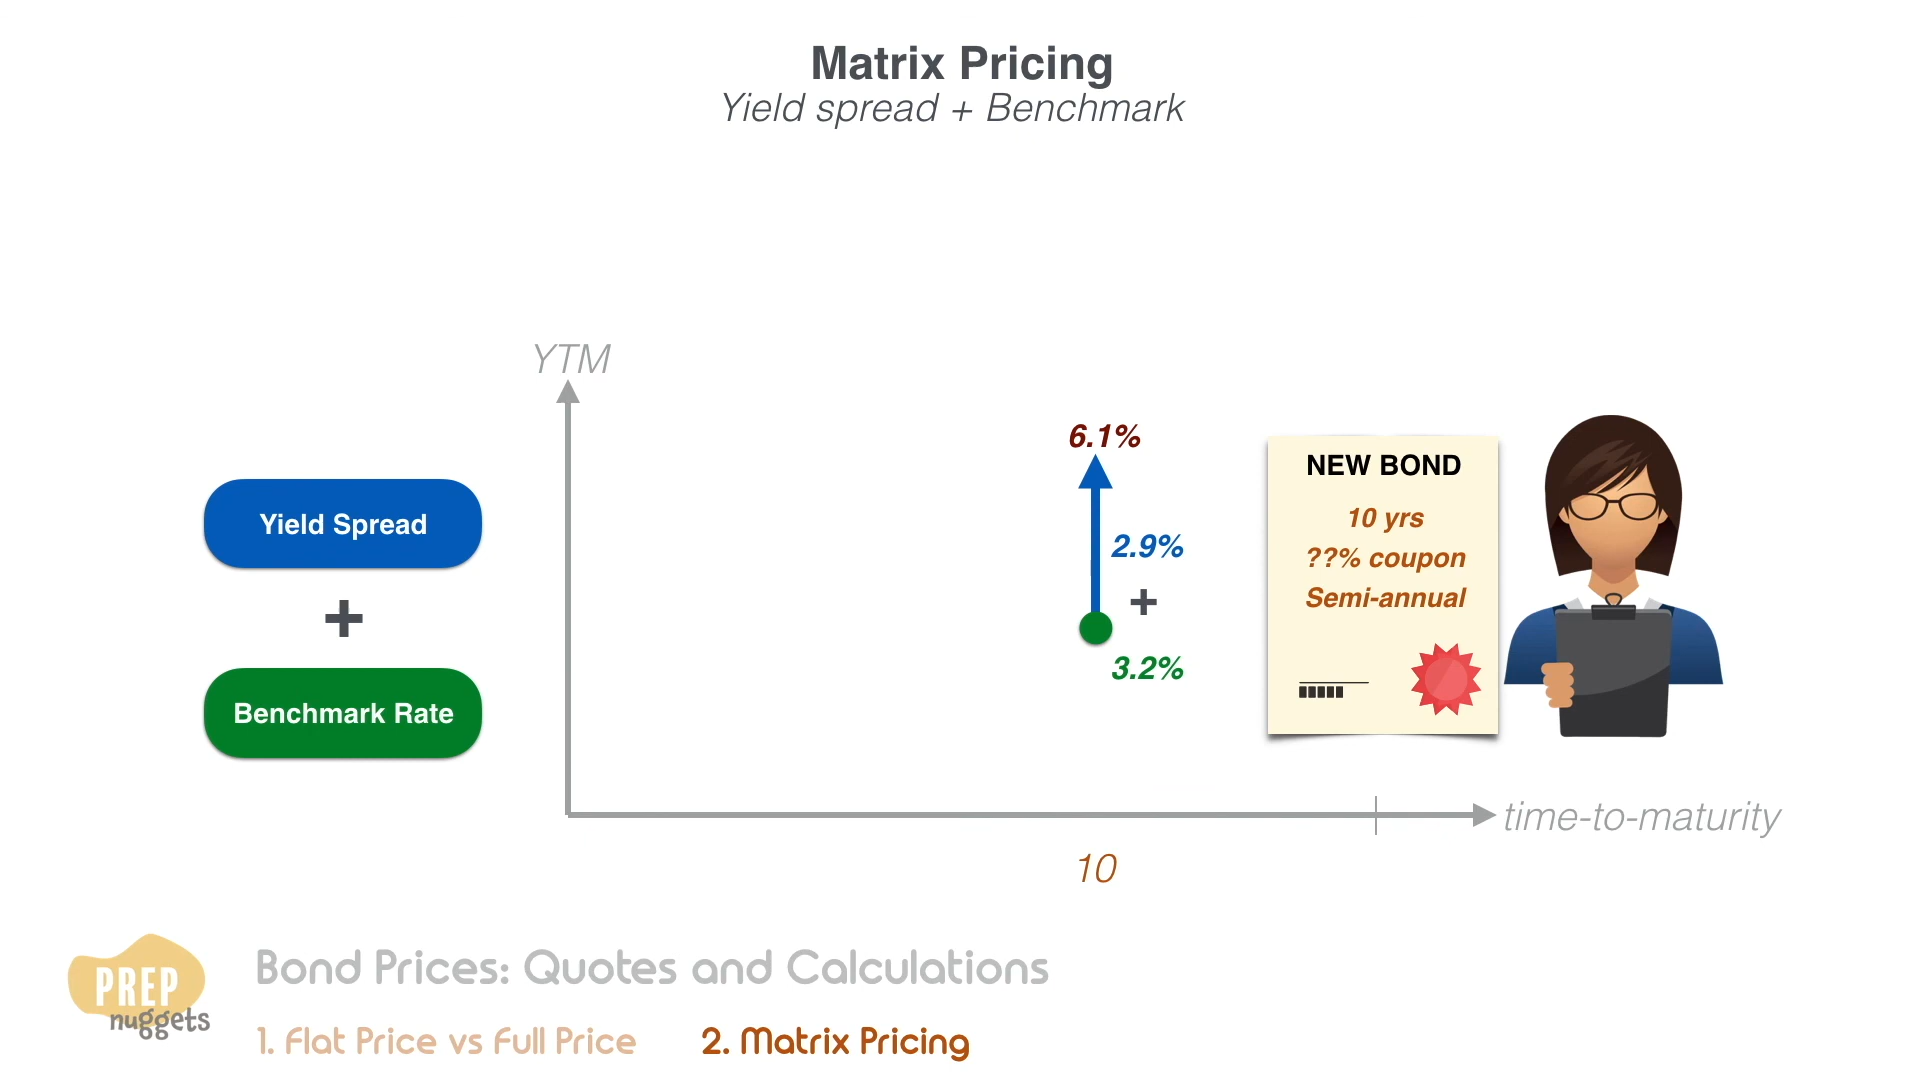 Matrix Pricing
Yield spread + Benchmark
YTM
6.1%
2.9%
+
3.2%
Yield Spread
+
Benchmark Rate
NEW BOND
10 yrs
??% coupon
Semi-annual
time-to-maturity
10
PREP
nuggets
Bond Prices: Quotes and Calculations
1. Flat Price vs Full Price
2. Matrix Pricing